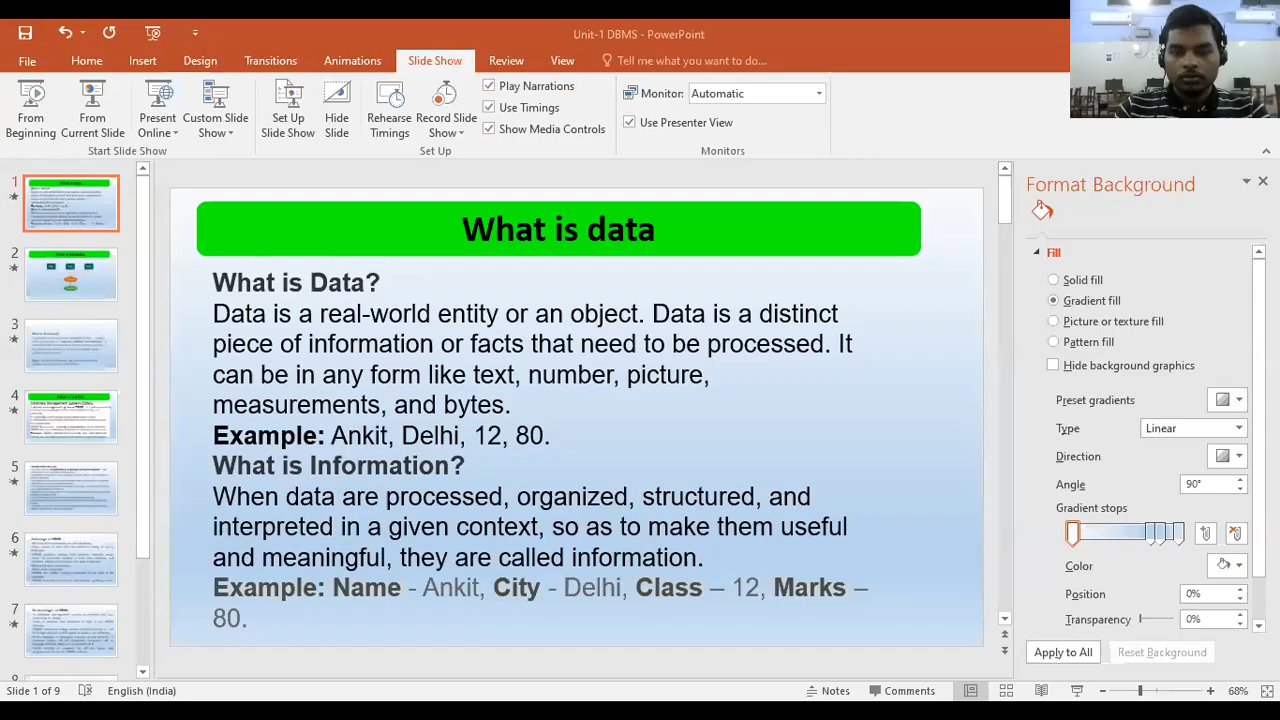 Unit-1 DBMS - PowerPoint
File Home Insert Design Transitions Animations Slide Show Review View Tell me what you want to do...
From Beginning
From Current Slide
Present Online
Custom Slide Show
Start Slide Show
Set Up Slide Show
Hide Slide
Rehearse Timings
Record Slide Show
Play Narrations
Use Timings
Show Media Controls
Set Up
Monitor: Automatic
Use Presenter View
Monitors
1
2
3
4
5
6
7
What is data
What is Data?
Data is a real-world entity or an object. Data is a distinct
piece of information or facts that need to be processed. It
can be in any form like text, number, picture,
measurements, and bytes.
Example: Ankit, Delhi, 12, 80.
What is Information?
When data are processed, organized, structured, and
interpreted in a given context, so as to make them useful
and meaningful, they are called information.
Example: Name - Ankit, City - Delhi, Class – 12, Marks –
80.
Format Background
Fill
Solid fill
Gradient fill
Picture or texture fill
Pattern fill
Hide background graphics
Preset gradients
Type Linear
Direction
Angle 90°
Gradient stops
Color
Position 0%
Transparency 0%
Apply to All Reset Background
Slide 1 of 9 English (India) Notes Comments 68%